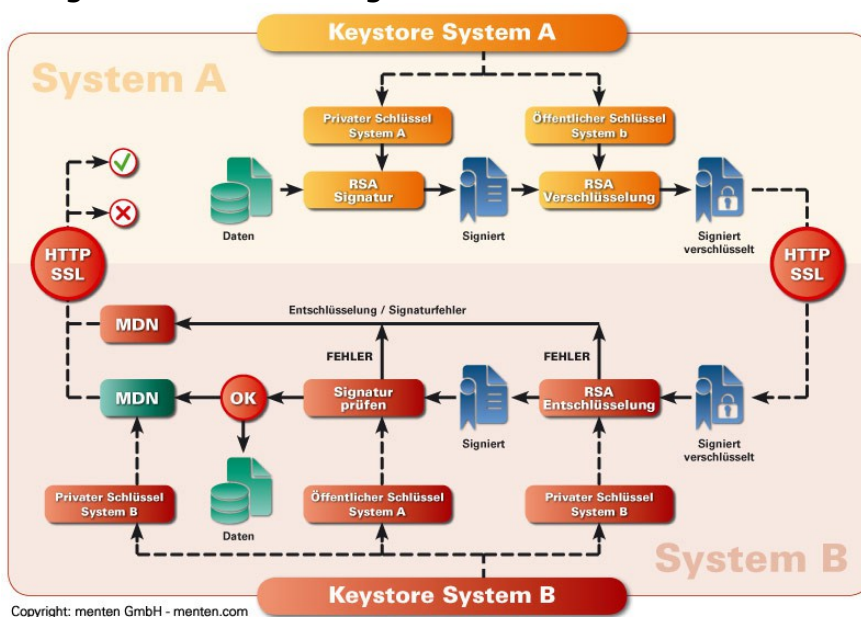 Keystore System A
System A
Privater Schlüssel
System A
Öffentlicher Schlüssel
System b
RSA
Signatur
RSA
Verschlüsselung
Daten
Signiert
Signiert
verschlüsselt
HTTP
SSL
HTTP
SSL
Entschlüsselung / Signaturfehler
MDN
FEHLER
FEHLER
MDN
OK
Signatur
prüfen
RSA
Entschlüsselung
Signiert
Signiert
verschlüsselt
Privater Schlüssel
System B
Daten
Öffentlicher Schlüssel
System A
Privater Schlüssel
System B
System B
Keystore System B
Copyright: menten GmbH - menten.com